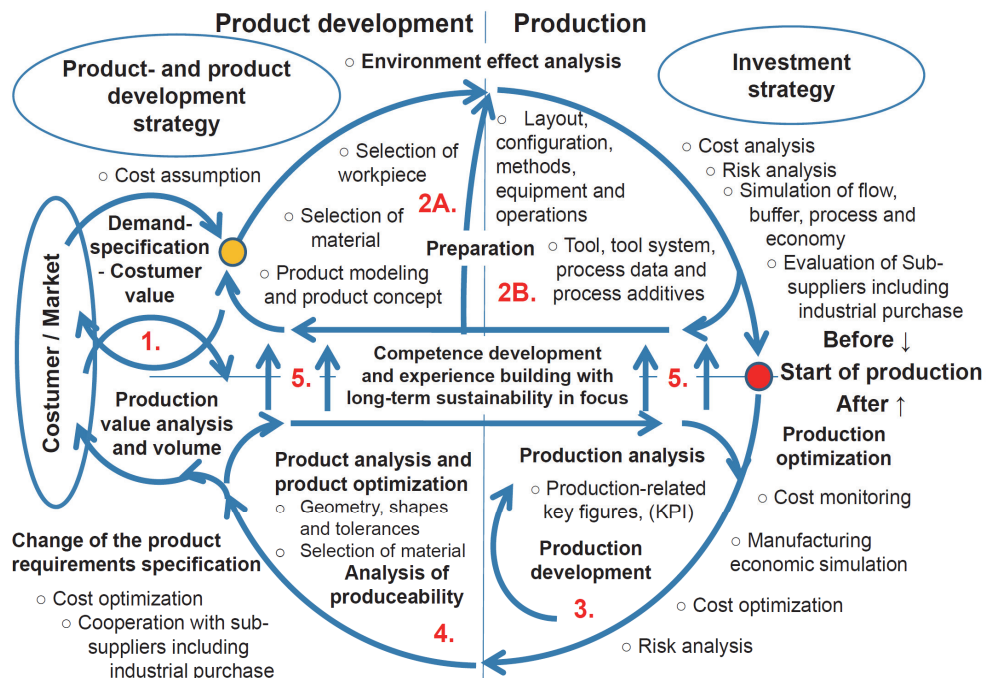 Product development
Production
Product- and product
development
strategy
○ Environment effect analysis
Investment
strategy
○ Layout,
configuration,
methods,
equipment and
operations
○ Selection of
workpiece
2A.
○ Cost analysis
○ Risk analysis
○ Simulation of flow,
buffer, process and
economy
○ Evaluation of Sub-
suppliers including
industrial purchase
○ Cost assumption
Demand-
specification
- Costumer
value
○ Selection of
material
Preparation
○ Tool, tool system,
process data and
process additives
○ Product modeling
and product concept
2B.
Costumer / Market
1.
Before ↓
Start of production
After ↑
5.
Competence development
and experience building with
long-term sustainability in focus
5.
Production
value analysis
and volume
Production
optimization
Product analysis and
product optimization
○ Geometry, shapes
and tolerances
○ Selection of material
Analysis of
produceability
4.
Production analysis
○ Production-related
key figures, (KPI)
Production
development
3.
○ Cost monitoring
○ Manufacturing
economic simulation
○ Cost optimization
○ Risk analysis
Change of the product
requirements specification
○ Cost optimization
○ Cooperation with sub-
suppliers including
industrial purchase